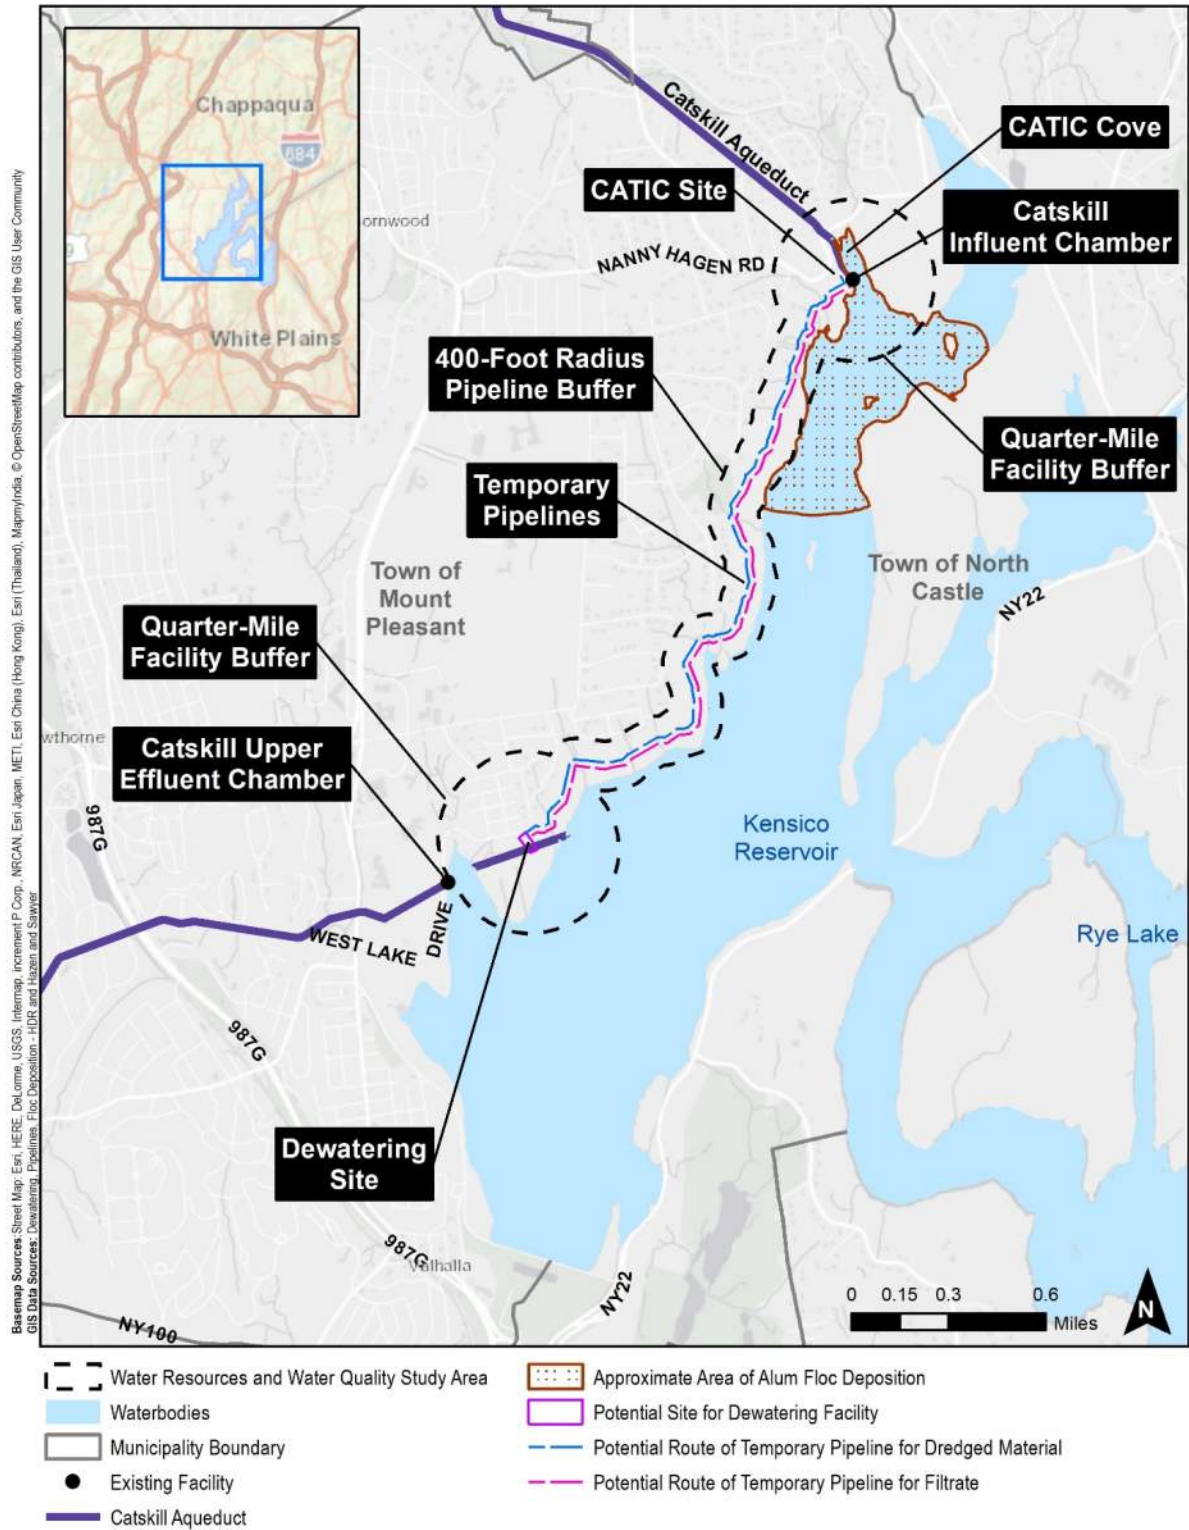 Chappaqua
684
9
White Plains
ornwood
Catskill Aqueduct
CATIC Cove
CATIC Site
Catskill
Influent Chamber
NANNY HAGEN RD
400-Foot Radius
Pipeline Buffer
Quarter-Mile
Facility Buffer
Temporary
Pipelines
Town of
Mount
Pleasant
Town of North
Castle
NY22
Quarter-Mile
Facility Buffer
wthorne
Catskill Upper
Effluent Chamber
987G
Kensico
Reservoir
Rye Lake
WEST LAKE
DRIVE
987G
Dewatering
Site
987G
Valhalla
NY22
NY100
0 0.15 0.3 0.6
Miles
N
Basemap Sources: Street Map: Esri, HERE, DeLorme, USGS, Intermap, increment P Corp., NRCAN, Esri Japan, METI, Esri China (Hong Kong), Esri (Thailand), MapmyIndia, © OpenStreetMap contributors, and the GIS User Community
GIS Data Sources: Dewatering, Pipelines, Floc Deposition - HDR and Hazen and Sawyer
Water Resources and Water Quality Study Area
Waterbodies
Municipality Boundary
Existing Facility
Catskill Aqueduct
Approximate Area of Alum Floc Deposition
Potential Site for Dewatering Facility
Potential Route of Temporary Pipeline for Dredged Material
Potential Route of Temporary Pipeline for Filtrate